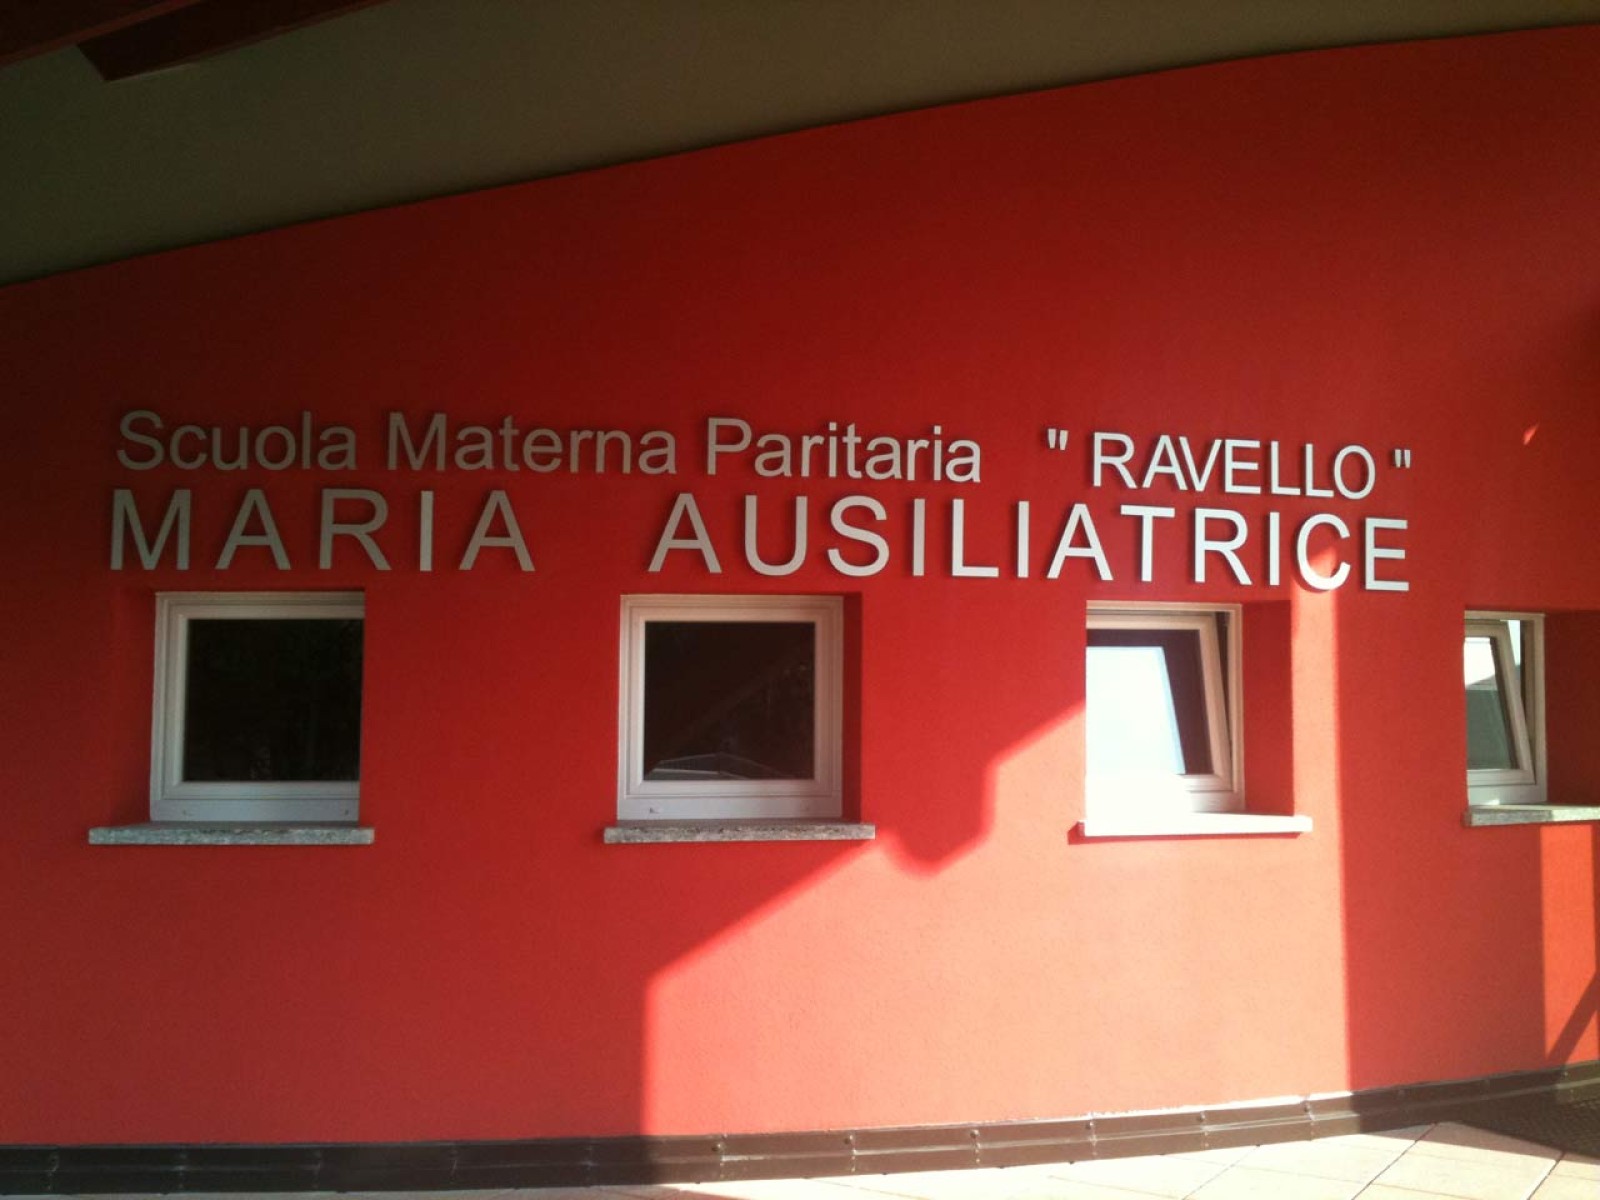 Scuola Materna Paritaria " RAVELLO "
MARIA AUSILIATRICE